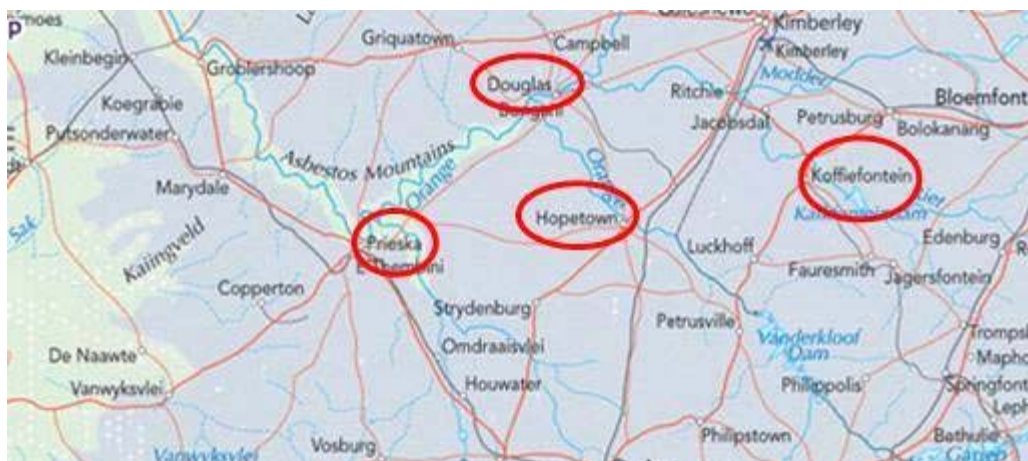 Kimberley
Griquatown
Campbell
Kleinbegin
Groblershoop
Kimberley
Modder
Douglas
Ritchie
Koegrabie
Jacobsdal
Petrusburg
Bloemfont
Putsonderwater
Bolokanang
Asbestos Mountains
Orange
Koffiefontein
Marydale
Hopetown
Sak
Prieska
Luckhoff
Edenburg
Kaiingveld
Fauresmith
Jagersfontein
Copperton
Strydenburg
Petrusville
Vanderkloof
Dam
Omdraaisvlei
De Naawte
Vanwyksvlei
Houwater
Philippolis
Springfont
Philipstown
Bathulie
Vosburg
Vanwyksvlei